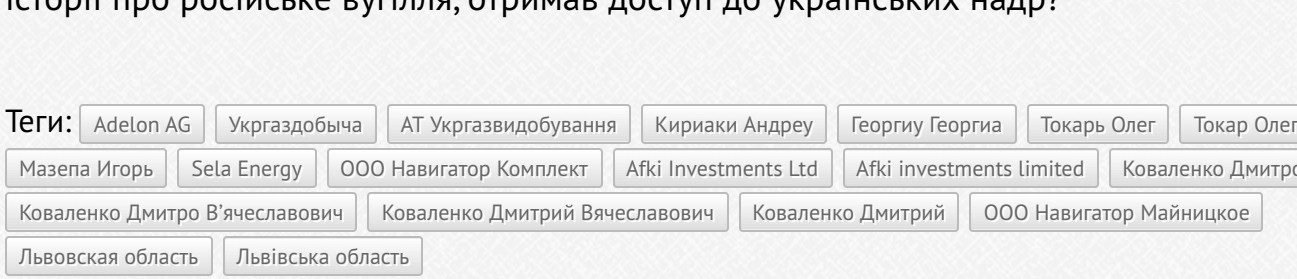 історії про російське вугілля, отримав доступ до українських надр?
Теги: Adelon AG Укргаздобыча АТ Укргазвидобування Кириаки Андреу Георгиу Георгиа Токарь Олег Токар Олег
Мазепа Игорь Sela Energy ООО Навигатор Комплект Afki Investments Ltd Afki investments limited Коваленко Дмитро
Коваленко Дмитро В’ячеславович Коваленко Дмитрий Вячеславович Коваленко Дмитрий ООО Навигатор Майницкое
Львовская область Львівська область